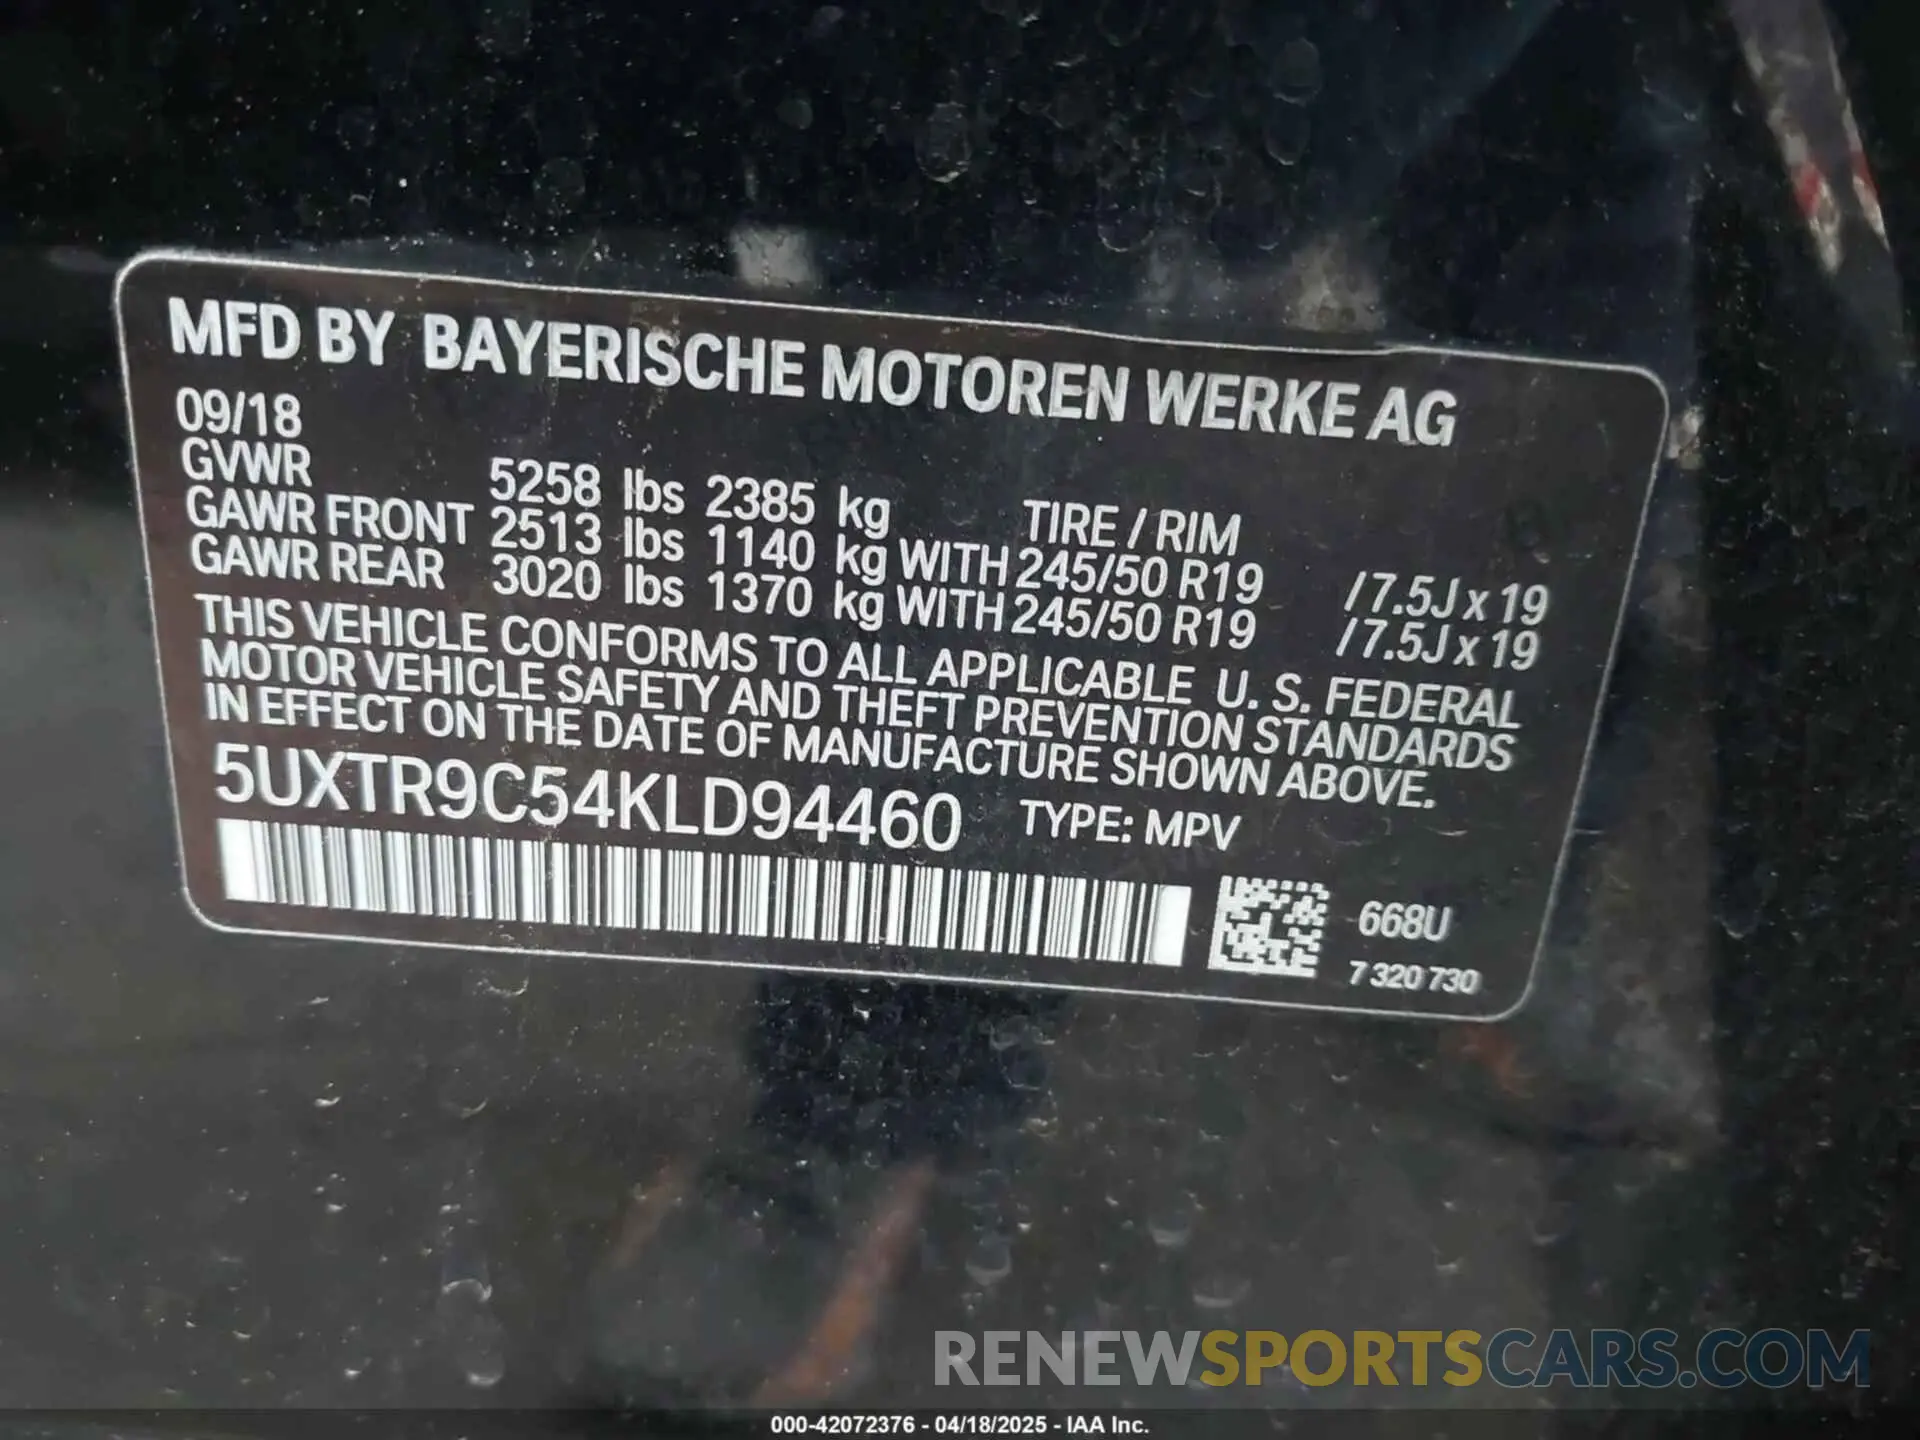 MFD BY BAYERISCHE MOTOREN WERKE AG
09/18
GVWR 5258 lbs 2385 kg TIRE / RIM
GAWR FRONT 2513 lbs 1140 kg WITH 245/50 R19 / 7.5J x 19
GAWR REAR 3020 lbs 1370 kg WITH 245/50 R19 / 7.5J x 19
THIS VEHICLE CONFORMS TO ALL APPLICABLE U. S. FEDERAL
MOTOR VEHICLE SAFETY AND THEFT PREVENTION STANDARDS
IN EFFECT ON THE DATE OF MANUFACTURE SHOWN ABOVE.
5UXTR9C54KLD94460 TYPE: MPV
668U
7 320 730
RENEWSPORTSCARS.COM
000-42072376 - 04/18/2025 - IAA Inc.